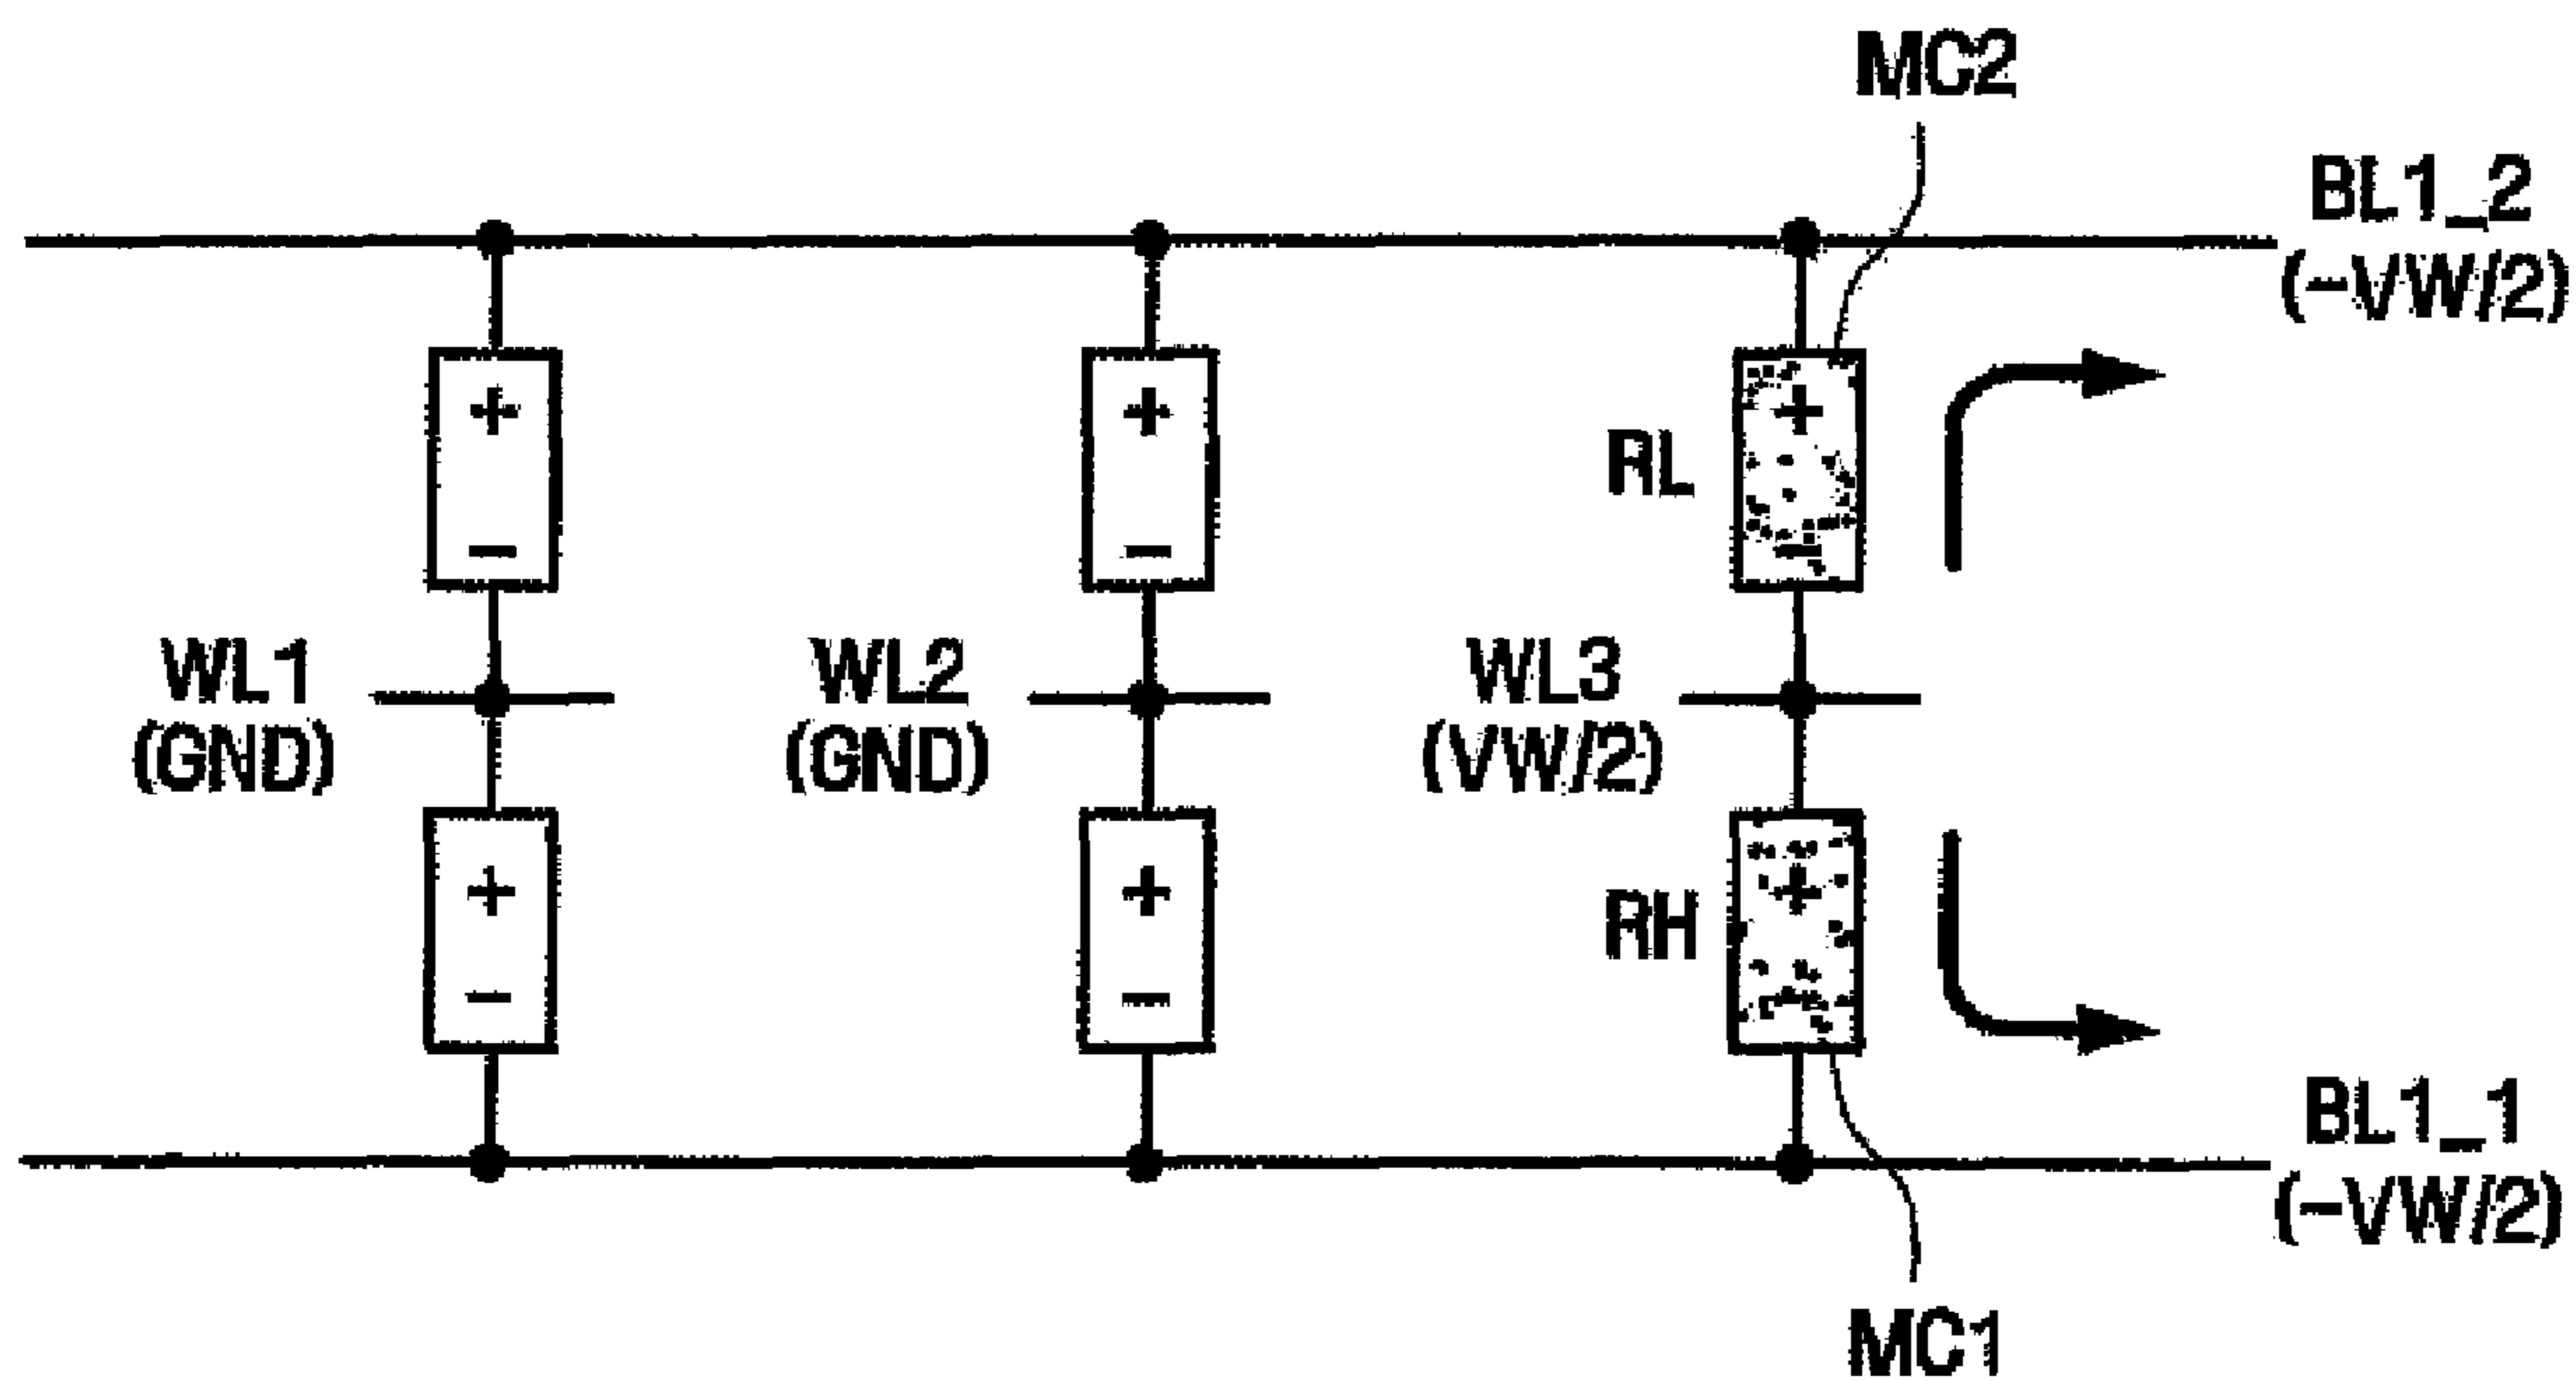 MC2
BL1_2
(-VW/2)
+
+
+
RL
-
-
-
WL1
(GND)
WL2
(GND)
WL3
(VW/2)
+
+
+
RH
-
-
-
BL1_1
(-VW/2)
MC1